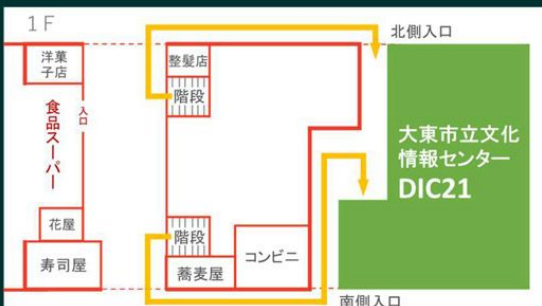 1F
洋菓
子店
食品スーパー
入口
花屋
寿司屋
整髪店
階段
階段
蕎麦屋
コンビニ
北側入口
大東市立文化
情報センター
DIC21
南側入口